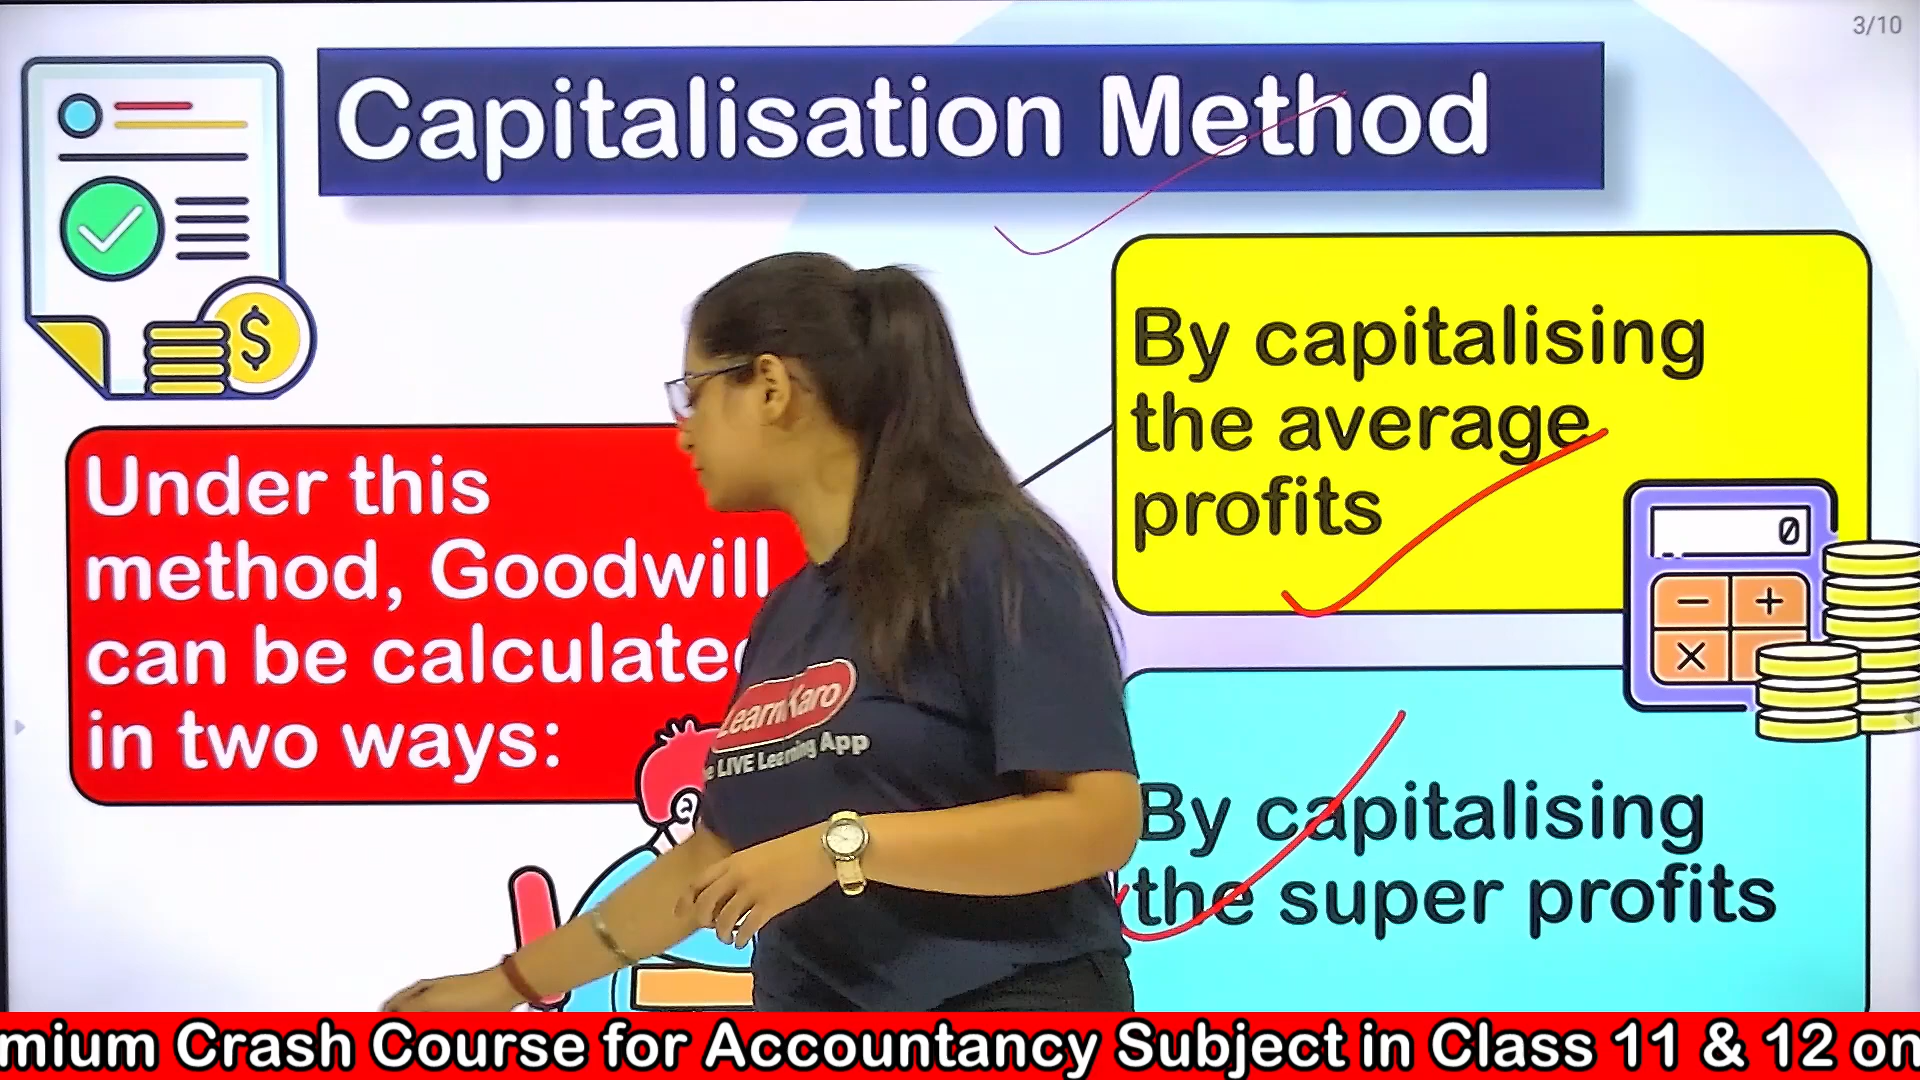 3/10
Capitalisation Method
By capitalising
the average
profits
Under this
method, Goodwill
can be calculated
in two ways:
0
− +
×
LearnKaro
LIVE Learning App
By capitalising
the super profits
Crash Course for Accountancy Subject in Class 11 & 12 on